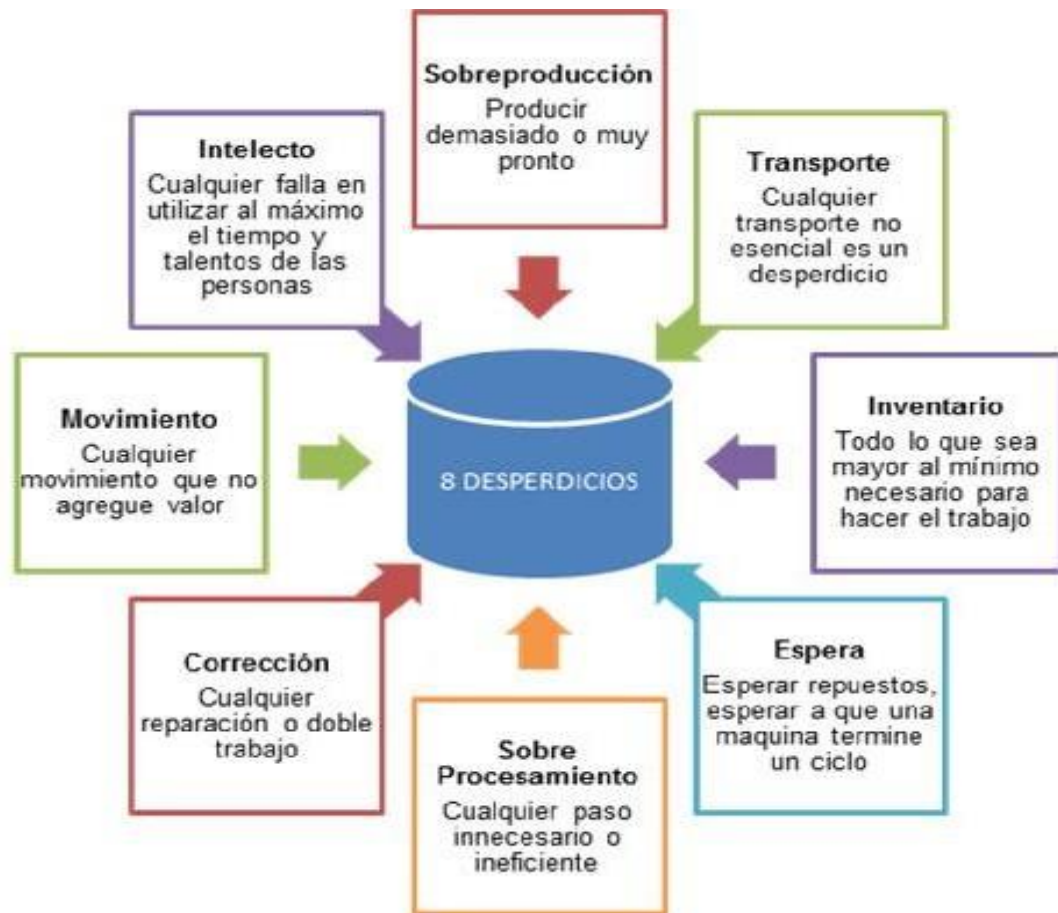 Sobreproducción
Producir
demasiado o muy
pronto
Intelecto
Cualquier falla en
utilizar al máximo
el tiempo y
talentos de las
personas
Transporte
Cualquier
transporte no
esencial es un
desperdicio
Movimiento
Cualquier
movimiento que no
agregue valor
8 DESPERDICIOS
Inventario
Todo lo que sea
mayor al mínimo
necesario para
hacer el trabajo
Corrección
Cualquier
reparación o doble
trabajo
Sobre
Procesamiento
Cualquier paso
innecesario o
ineficiente
Espera
Esperar repuestos,
esperar a que una
maquina termine
un ciclo